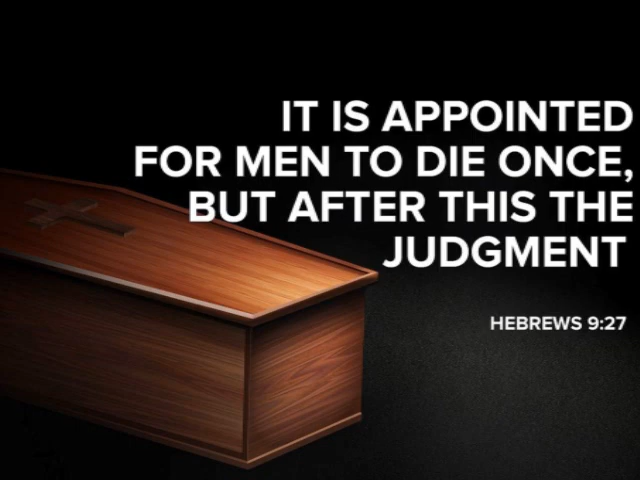 IT IS APPOINTED
FOR MEN TO DIE ONCE,
BUT AFTER THIS THE
JUDGMENT
HEBREWS 9:27